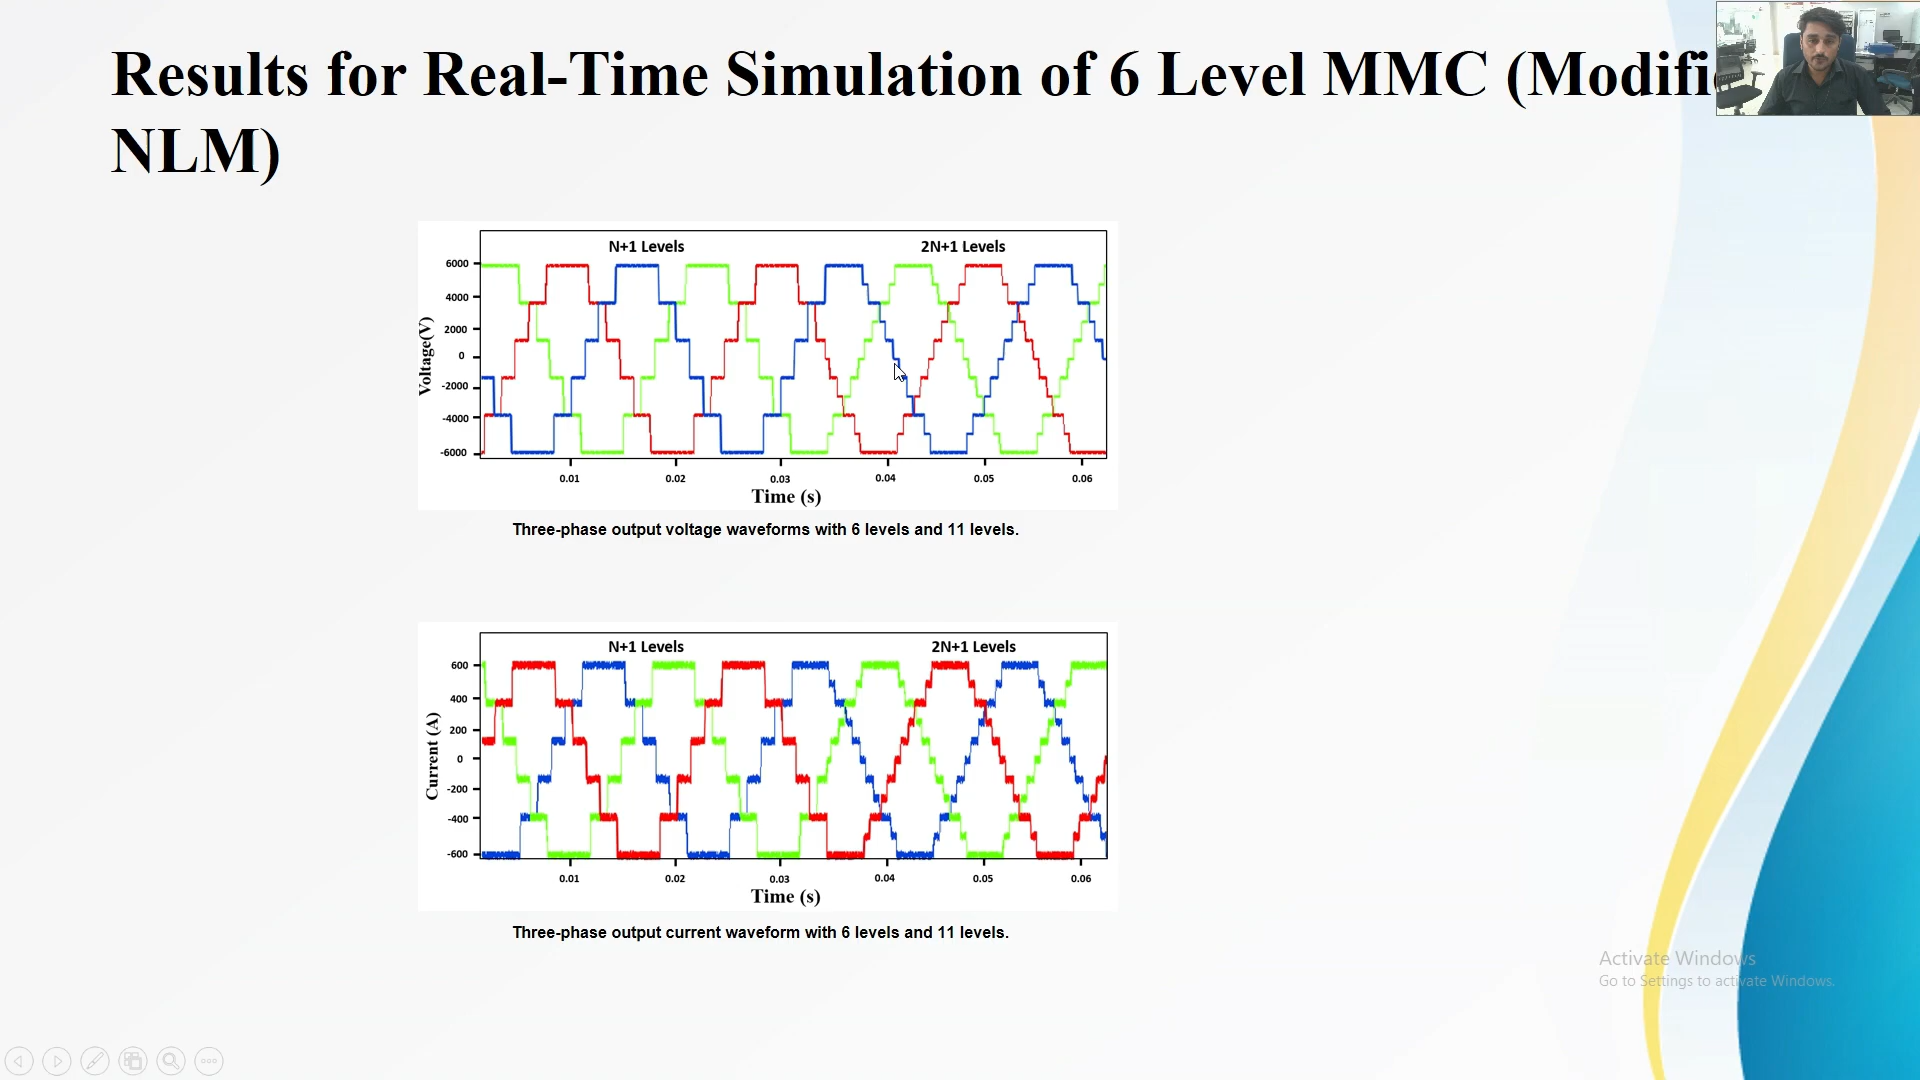 Results for Real-Time Simulation of 6 Level MMC (Modifi
NLM)
N+1 Levels
2N+1 Levels
6000
4000
2000
0
-2000
-4000
-6000
Voltage(V)
0.01
0.02
0.03
0.04
0.05
0.06
Time (s)
Three-phase output voltage waveforms with 6 levels and 11 levels.
N+1 Levels
2N+1 Levels
600
400
200
0
-200
-400
-600
Current (A)
0.01
0.02
0.03
0.04
0.05
0.06
Time (s)
Three-phase output current waveform with 6 levels and 11 levels.
Activate Windows
Go to Settings to activate Windows.